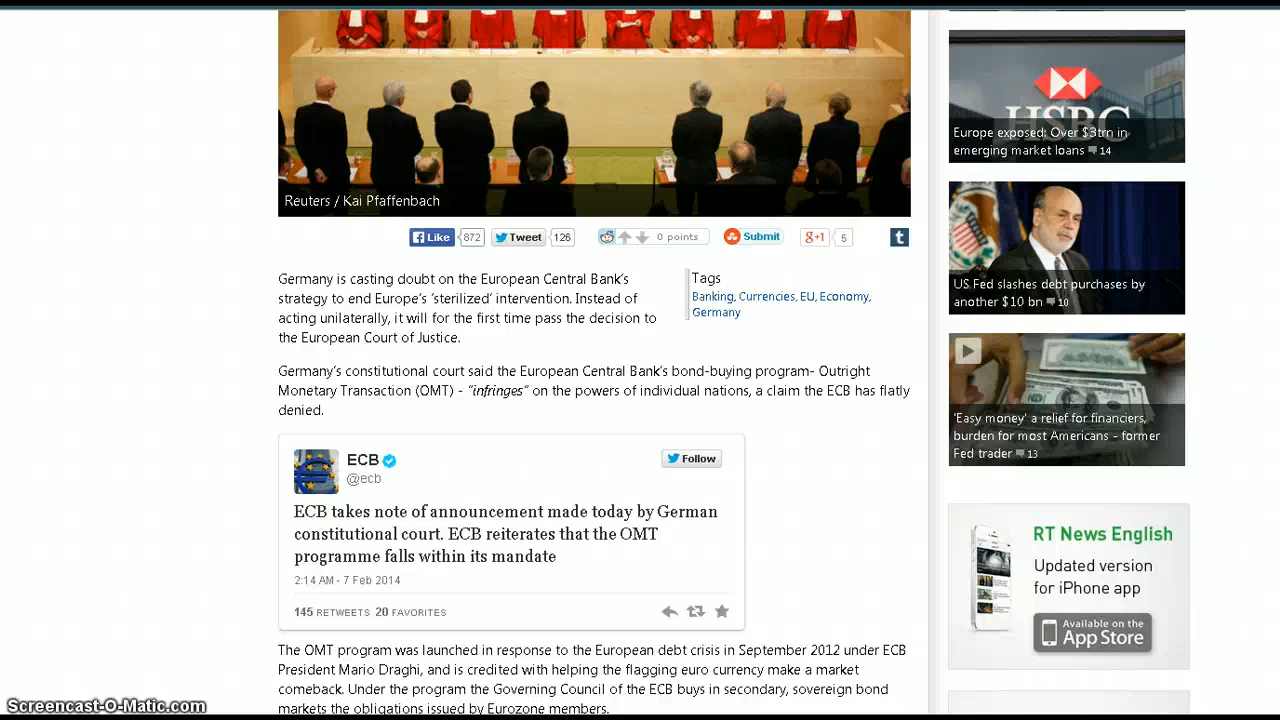 HSBC
Europe exposed: Over $3trn in
emerging market loans 14
Reuters / Kai Pfaffenbach
Like 872 Tweet 126 0 points Submit g+1 5 t
US Fed slashes debt purchases by
another $10 bn 10
Germany is casting doubt on the European Central Bank's
strategy to end Europe's 'sterilized' intervention. Instead of
acting unilaterally, it will for the first time pass the decision to
the European Court of Justice.
Tags
Banking, Currencies, EU, Economy,
Germany
Germany's constitutional court said the European Central Bank's bond-buying program- Outright
Monetary Transaction (OMT) - "infringes" on the powers of individual nations, a claim the ECB has flatly
denied.
'Easy money' a relief for financiers,
burden for most Americans - former
Fed trader 13
ECB
@ecb
Follow
ECB takes note of announcement made today by German
constitutional court. ECB reiterates that the OMT
programme falls within its mandate
2:14 AM - 7 Feb 2014
145 RETWEETS 20 FAVORITES
RT News English
Updated version
for iPhone app
Available on the
App Store
The OMT program was launched in response to the European debt crisis in September 2012 under ECB
President Mario Draghi, and is credited with helping the flagging euro currency make a market
comeback. Under the program the Governing Council of the ECB buys in secondary, sovereign bond
markets the obligations issued by Eurozone members.
Screencast-O-Matic.com